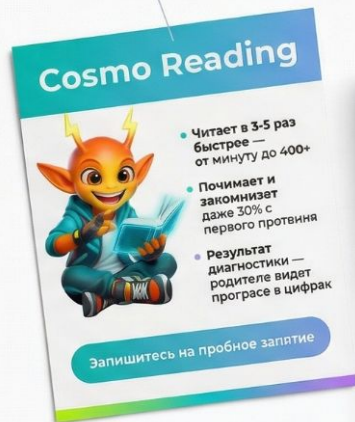 Cosmo Reading
Читает в 3-5 раз
быстрее —
от минуту до 400+
Почимает и
закомнизет
даже 30% с
первого протвиня
Результат
диагностики —
родителе видет
програсе в цифрак
Эапишитесь на пробное запятие